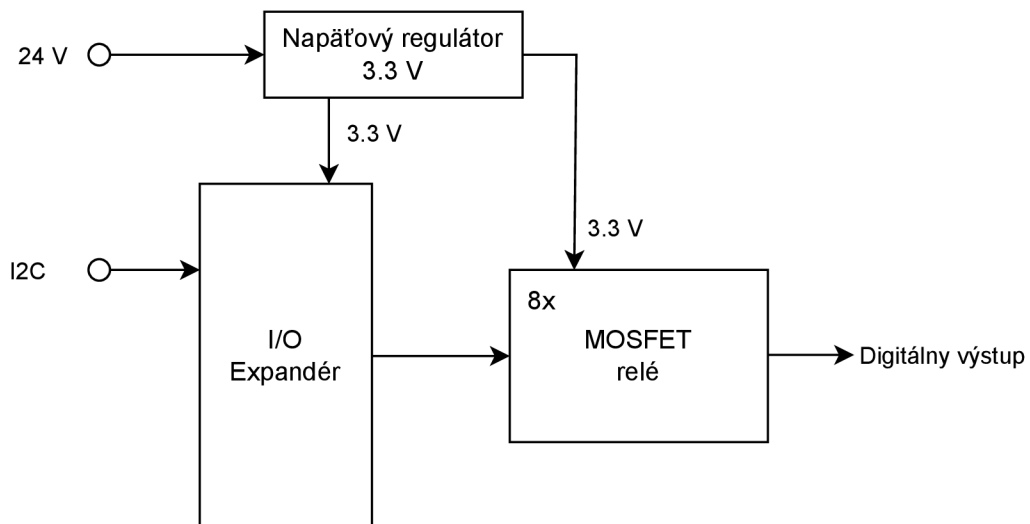 24 V
Napäťový regulátor
3.3 V
3.3 V
3.3 V
I2C
8x
I/O
Expandér
MOSFET
relé
Digitálny výstup